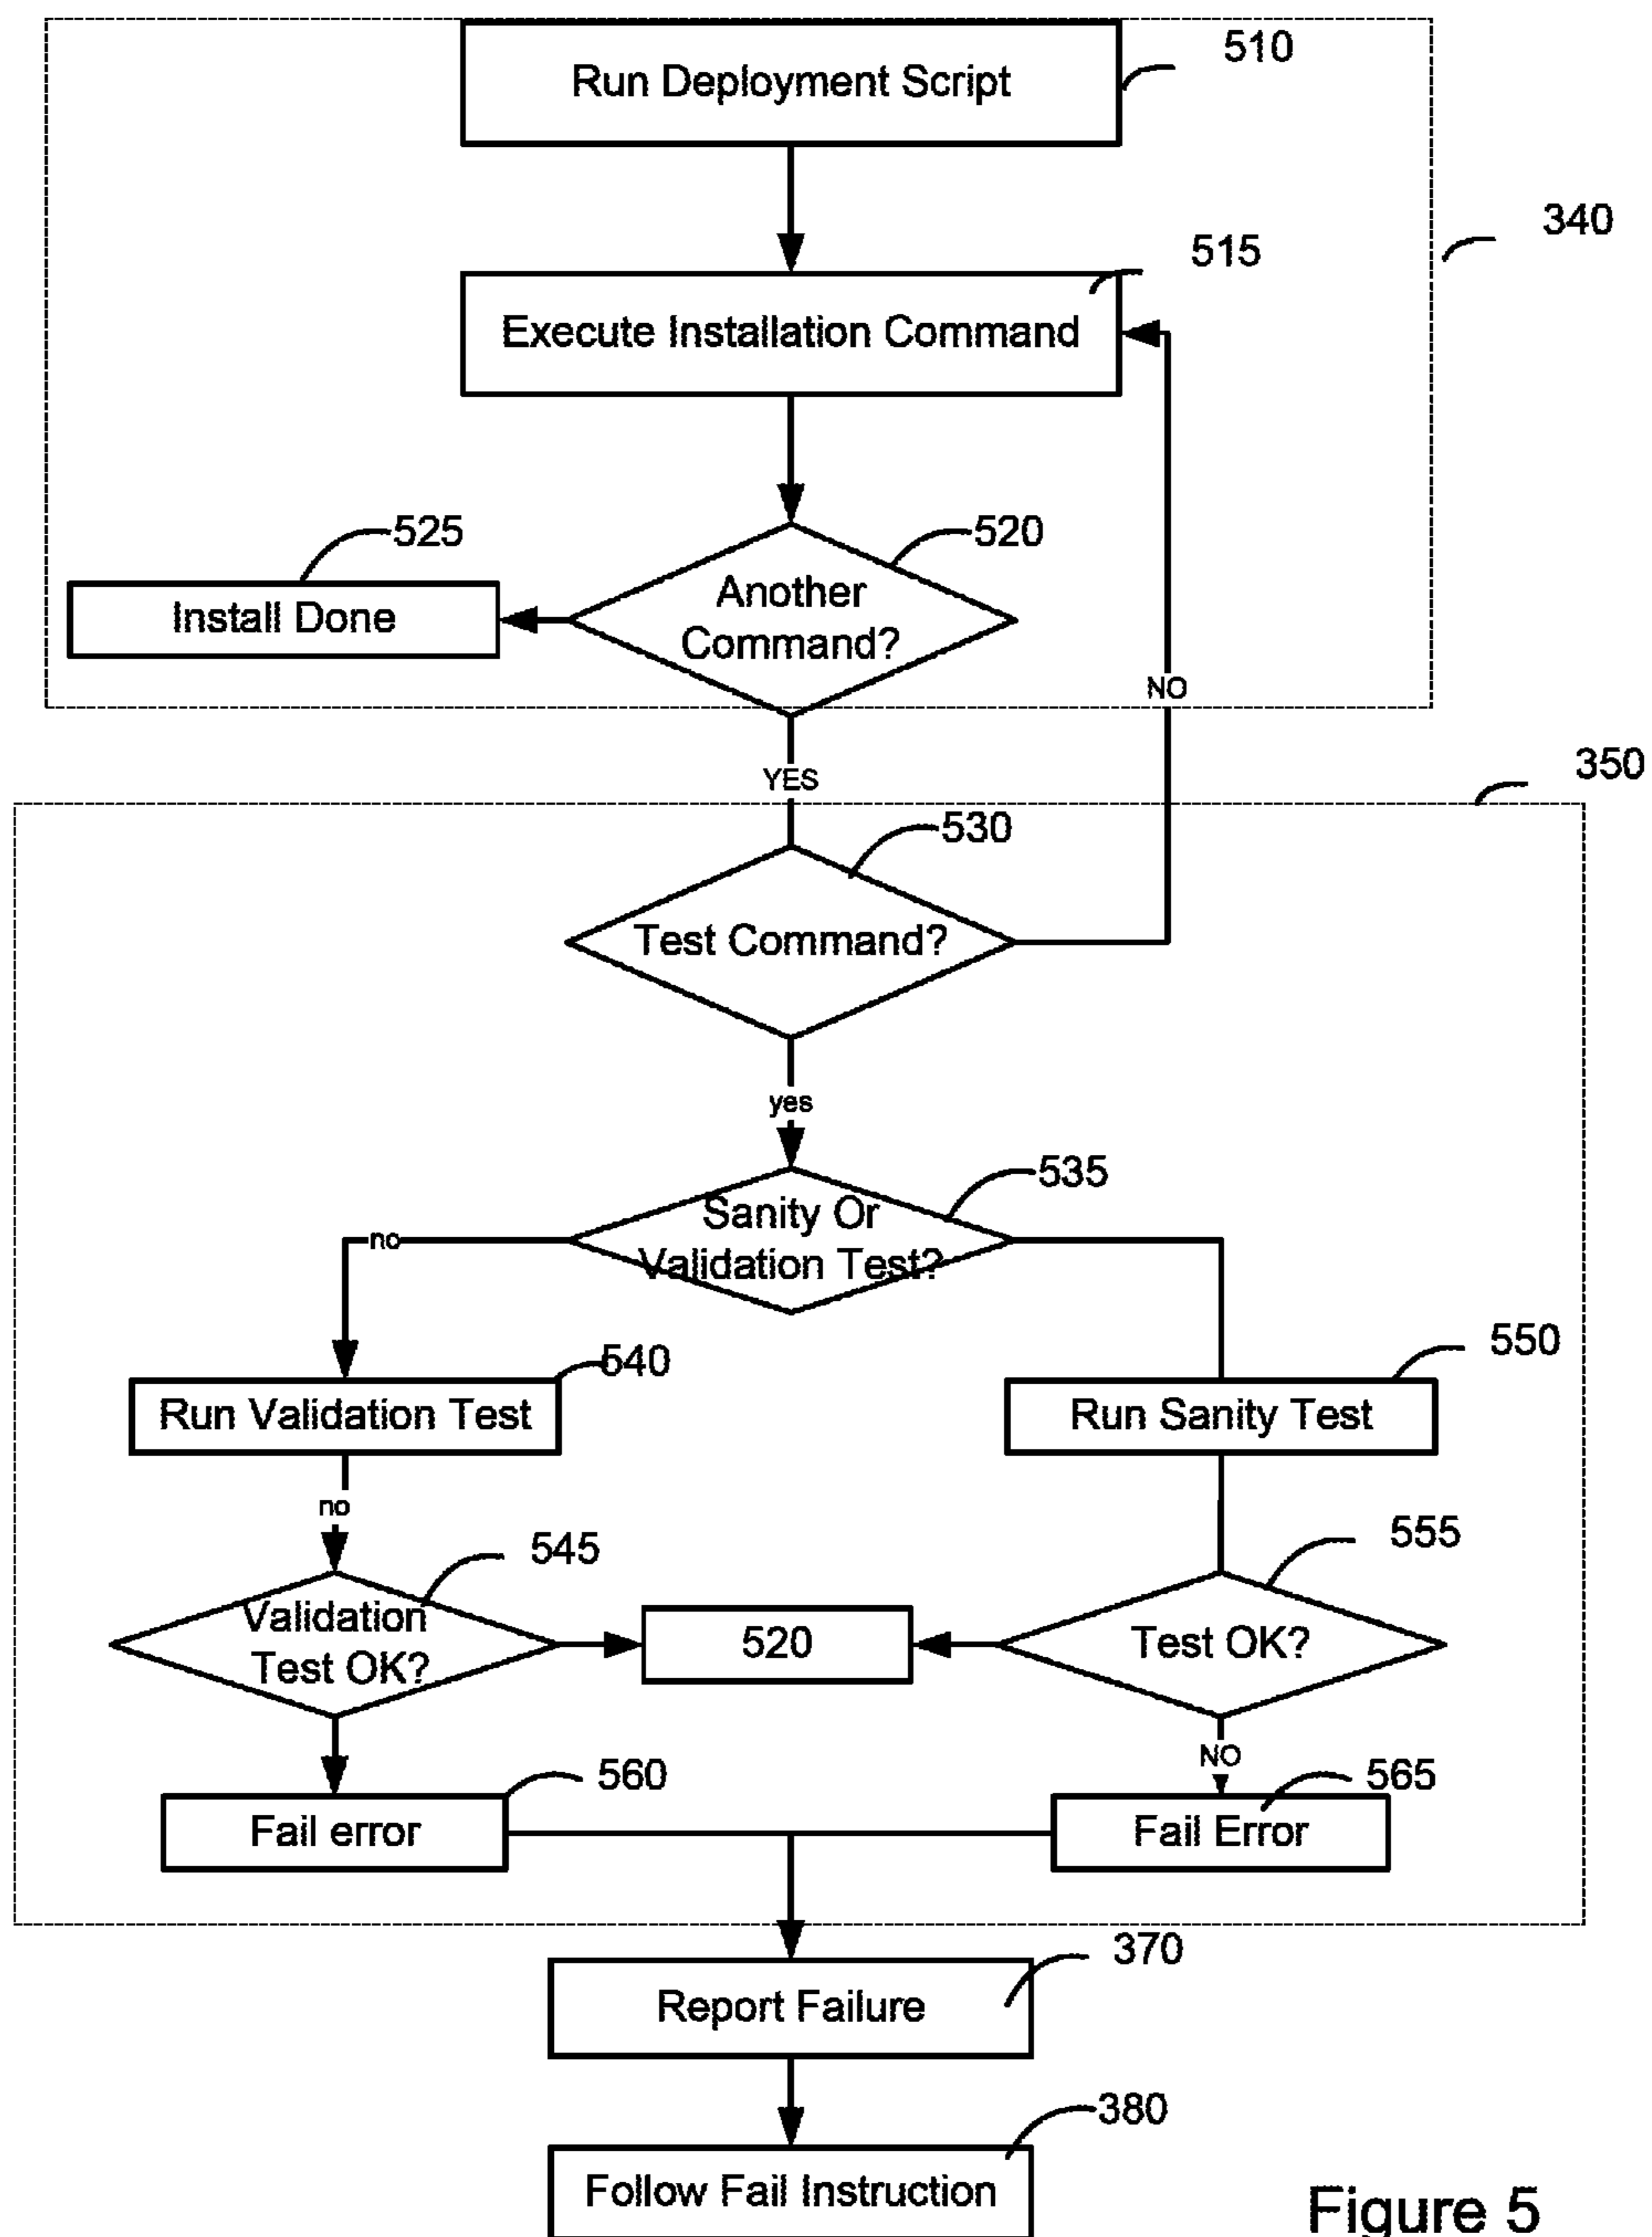 510
Run Deployment Script
340
515
Execute Installation Command
525
520
Another
Command?
Install Done
NO
350
YES
530
Test Command?
yes
535
Sanity Or
Validation Test?
no
540
550
Run Validation Test
Run Sanity Test
no
545
555
Validation
Test OK?
520
Test OK?
NO
560
565
Fail error
Fail Error
370
Report Failure
380
Follow Fail Instruction
Figure 5